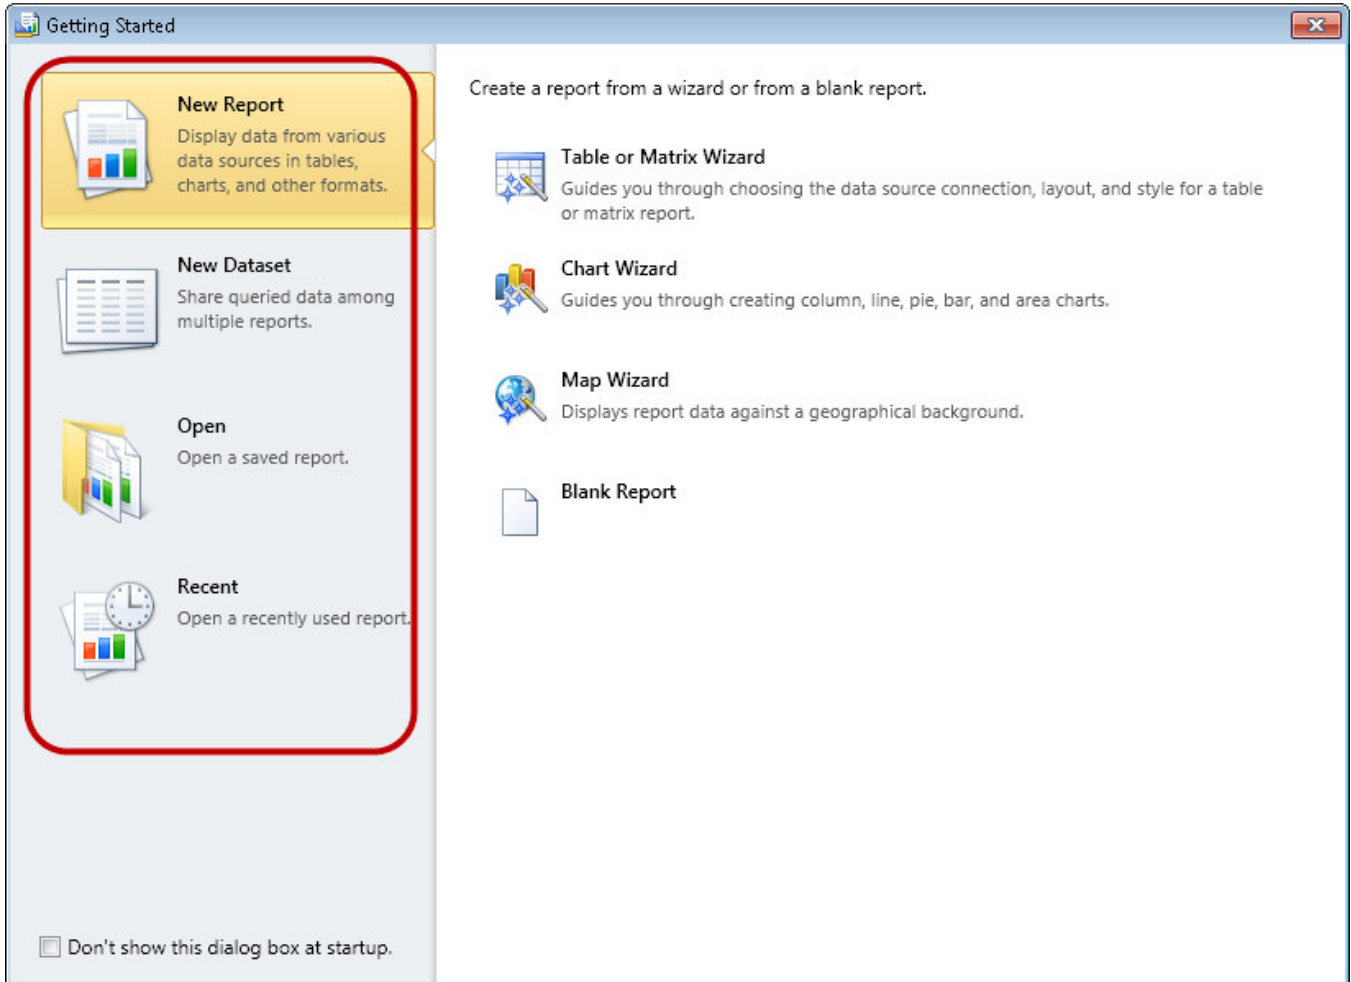 Getting Started
New Report
Display data from various
data sources in tables,
charts, and other formats.
New Dataset
Share queried data among
multiple reports.
Open
Open a saved report.
Recent
Open a recently used report.
Don't show this dialog box at startup.
Create a report from a wizard or from a blank report.
Table or Matrix Wizard
Guides you through choosing the data source connection, layout, and style for a table
or matrix report.
Chart Wizard
Guides you through creating column, line, pie, bar, and area charts.
Map Wizard
Displays report data against a geographical background.
Blank Report